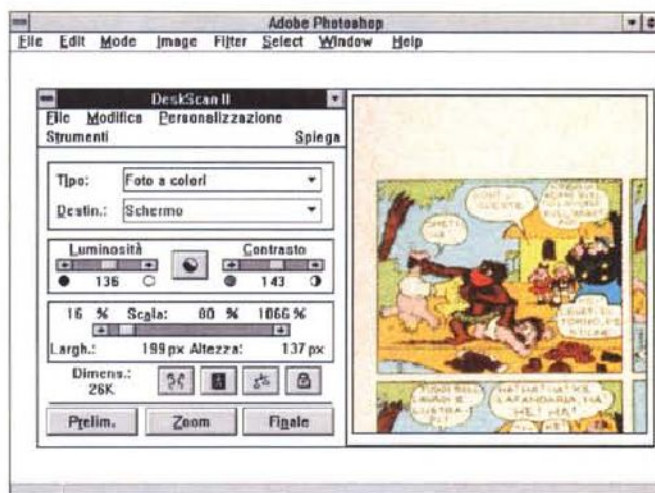 Adobe Photoshop
File Edit Mode Image Filter Select Window Help
DeskScan II
File Modifica Personalizzazione
Strumenti Spiega
Tipo: Foto a colori
Destin.: Schermo
Luminosità Contrasto
136 143
16 % Scala: 80 % 1066 %
Largh.: 199 px Altezza: 137 px
Dimens.:
26K
Prelim. Zoom Finale
SMETTI